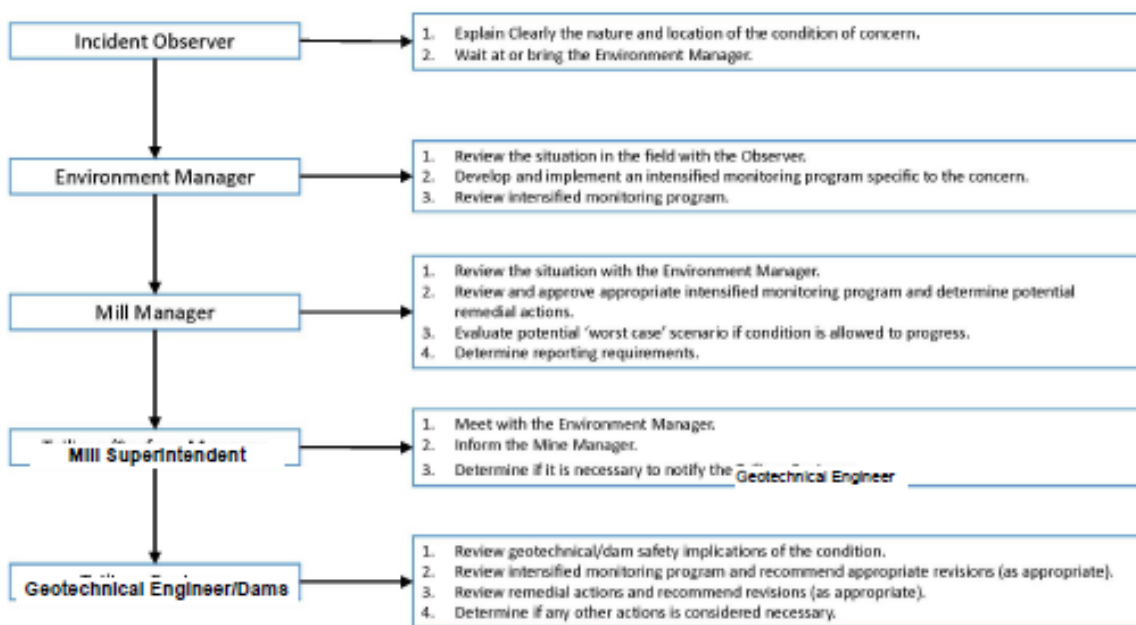 Incident Observer
1. Explain Clearly the nature and location of the condition of concern.
2. Wait at or bring the Environment Manager.
Environment Manager
1. Review the situation in the field with the Observer.
2. Develop and implement an intensified monitoring program specific to the concern.
3. Review intensified monitoring program.
Mill Manager
1. Review the situation with the Environment Manager.
2. Review and approve appropriate intensified monitoring program and determine potential
remedial actions.
3. Evaluate potential ‘worst case’ scenario if condition is allowed to progress.
4. Determine reporting requirements.
Mill Superintendent
1. Meet with the Environment Manager.
2. Inform the Mine Manager.
3. Determine if it is necessary to notify the Geotechnical Engineer
Geotechnical Engineer/Dams
1. Review geotechnical/dam safety implications of the condition.
2. Review intensified monitoring program and recommend appropriate revisions (as appropriate).
3. Review remedial actions and recommend revisions (as appropriate).
4. Determine if any other actions is considered necessary.